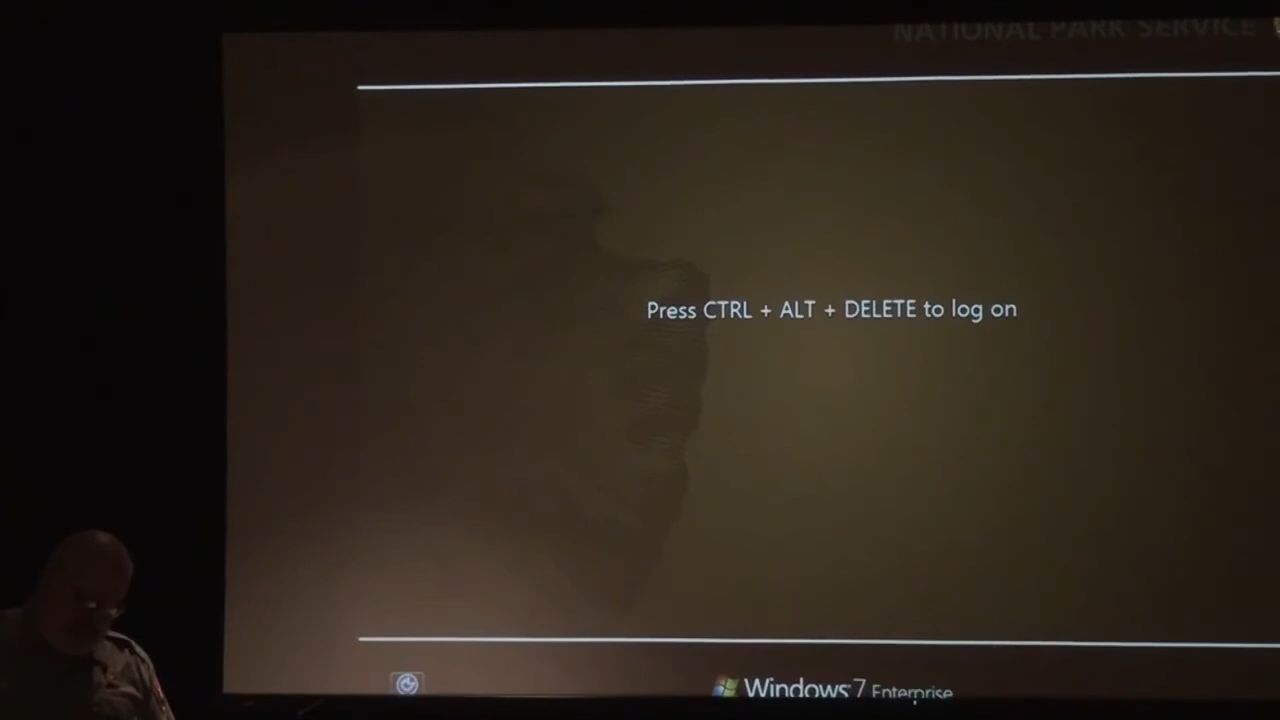 NATIONAL PARK SERVICE
Press CTRL + ALT + DELETE to log on
Windows 7 Enterprise